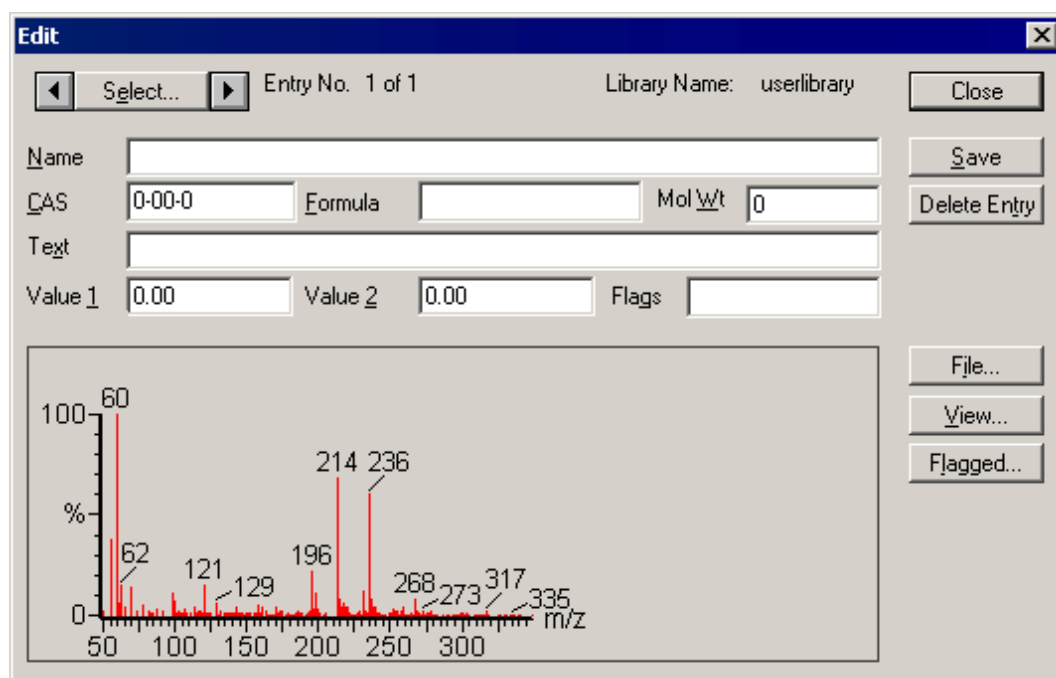 Edit
Select... Entry No. 1 of 1 Library Name: userlibrary Close
Name Save
CAS 0-00-0 Formula Mol Wt 0 Delete Entry
Text
Value 1 0.00 Value 2 0.00 Flags
File...
View...
Flagged...
60
100
214 236
%
62 121 129 196 268 273 317 335
0 m/z
50 100 150 200 250 300